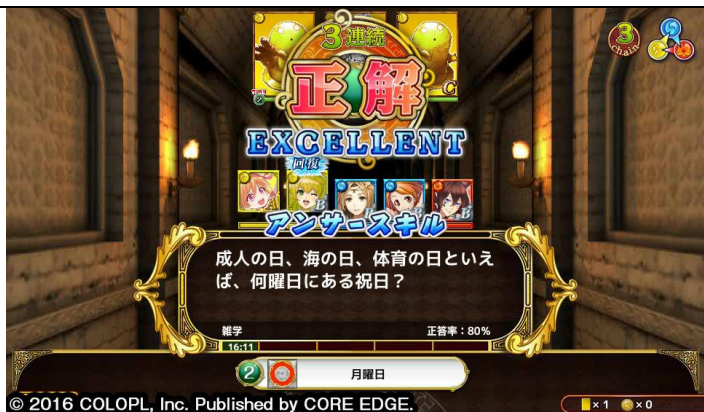 3連続
3
chain
正解
C
EXCELLENT
回復
B
B
B
アンサースキル
成人の日、海の日、体育の日といえ
ば、何曜日にある祝日？
雑学
正答率：80%
16:11
2
月曜日
© 2016 COLOPL, Inc. Published by CORE EDGE.
×1
×0